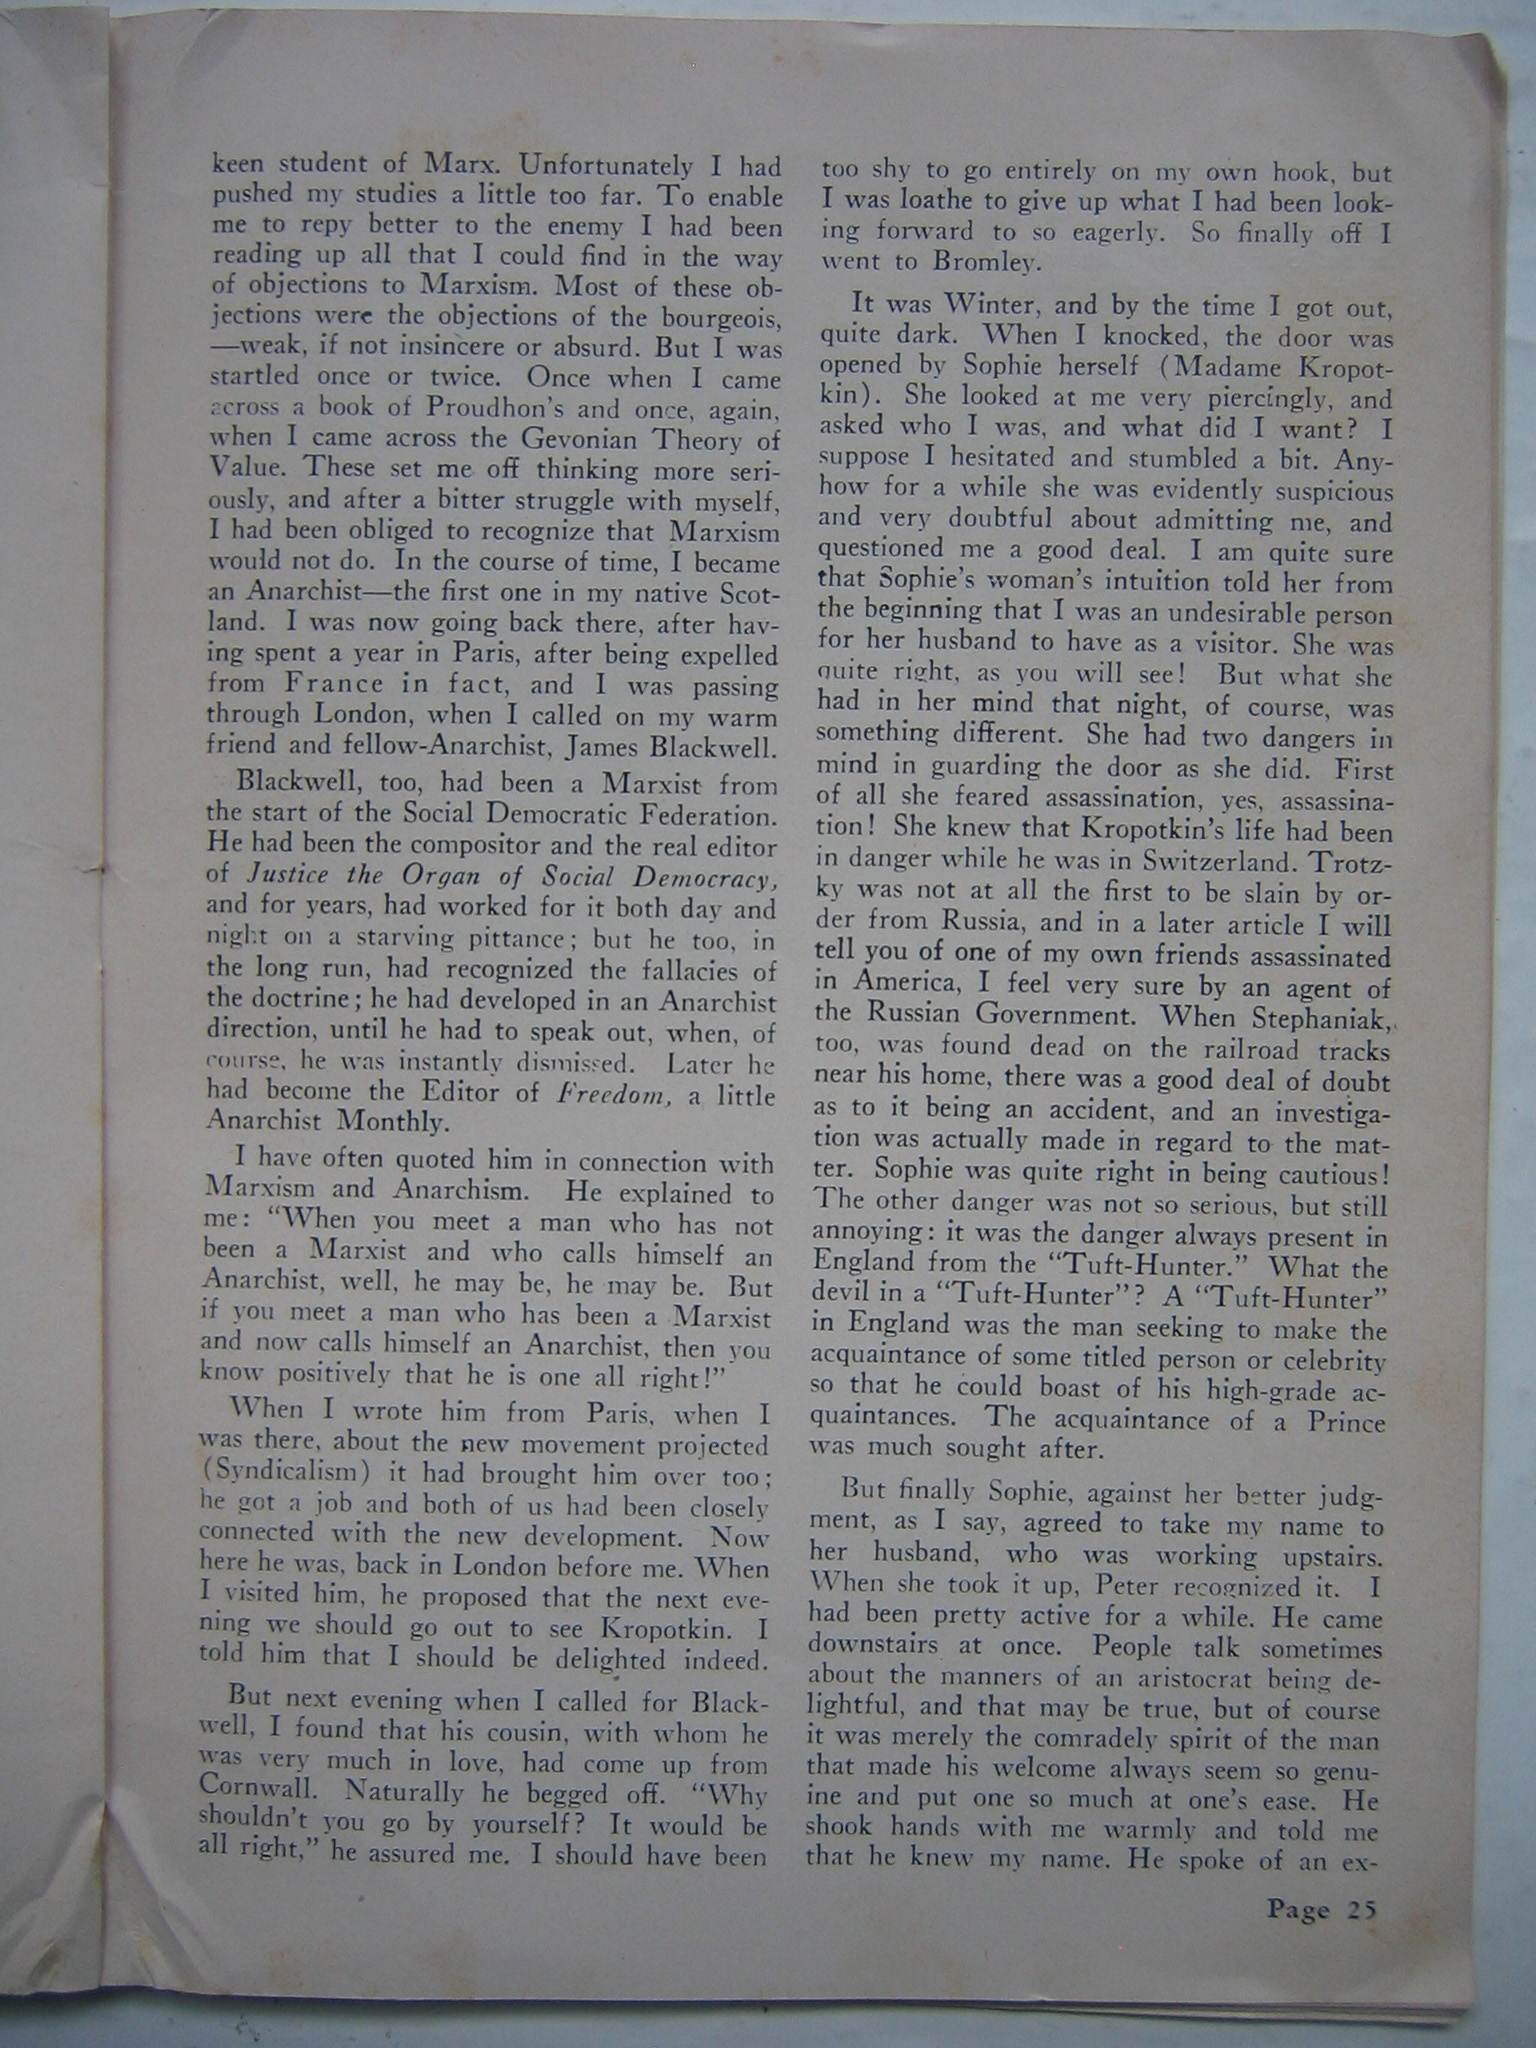 keen student of Marx. Unfortunately I had
pushed my studies a little too far. To enable
me to repy better to the enemy I had been
reading up all that I could find in the way
of objections to Marxism. Most of these ob-
jections were the objections of the bourgeois,
—weak, if not insincere or absurd. But I was
startled once or twice. Once when I came
across a book of Proudhon's and once, again,
when I came across the Gevonian Theory of
Value. These set me off thinking more seri-
ously, and after a bitter struggle with myself,
I had been obliged to recognize that Marxism
would not do. In the course of time, I became
an Anarchist—the first one in my native Scot-
land. I was now going back there, after hav-
ing spent a year in Paris, after being expelled
from France in fact, and I was passing
through London, when I called on my warm
friend and fellow-Anarchist, James Blackwell.
Blackwell, too, had been a Marxist from
the start of the Social Democratic Federation.
He had been the compositor and the real editor
of Justice the Organ of Social Democracy,
and for years, had worked for it both day and
night on a starving pittance; but he too, in
the long run, had recognized the fallacies of
the doctrine; he had developed in an Anarchist
direction, until he had to speak out, when, of
course, he was instantly dismissed. Later he
had become the Editor of Freedom, a little
Anarchist Monthly.
I have often quoted him in connection with
Marxism and Anarchism. He explained to
me: "When you meet a man who has not
been a Marxist and who calls himself an
Anarchist, well, he may be, he may be. But
if you meet a man who has been a Marxist
and now calls himself an Anarchist, then you
know positively that he is one all right!"
When I wrote him from Paris, when I
was there, about the new movement projected
(Syndicalism) it had brought him over too;
he got a job and both of us had been closely
connected with the new development. Now
here he was, back in London before me. When
I visited him, he proposed that the next eve-
ning we should go out to see Kropotkin. I
told him that I should be delighted indeed.
But next evening when I called for Black-
well, I found that his cousin, with whom he
was very much in love, had come up from
Cornwall. Naturally he begged off. "Why
shouldn't you go by yourself? It would be
all right," he assured me. I should have been
too shy to go entirely on my own hook, but
I was loathe to give up what I had been look-
ing forward to so eagerly. So finally off I
went to Bromley.
It was Winter, and by the time I got out,
quite dark. When I knocked, the door was
opened by Sophie herself (Madame Kropot-
kin). She looked at me very piercingly, and
asked who I was, and what did I want? I
suppose I hesitated and stumbled a bit. Any-
how for a while she was evidently suspicious
and very doubtful about admitting me, and
questioned me a good deal. I am quite sure
that Sophie's woman's intuition told her from
the beginning that I was an undesirable person
for her husband to have as a visitor. She was
quite right, as you will see! But what she
had in her mind that night, of course, was
something different. She had two dangers in
mind in guarding the door as she did. First
of all she feared assassination, yes, assassina-
tion! She knew that Kropotkin's life had been
in danger while he was in Switzerland. Trotz-
ky was not at all the first to be slain by or-
der from Russia, and in a later article I will
tell you of one of my own friends assassinated
in America, I feel very sure by an agent of
the Russian Government. When Stephaniak,
too, was found dead on the railroad tracks
near his home, there was a good deal of doubt
as to it being an accident, and an investiga-
tion was actually made in regard to the mat-
ter. Sophie was quite right in being cautious!
The other danger was not so serious, but still
annoying: it was the danger always present in
England from the "Tuft-Hunter." What the
devil in a "Tuft-Hunter"? A "Tuft-Hunter"
in England was the man seeking to make the
acquaintance of some titled person or celebrity
so that he could boast of his high-grade ac-
quaintances. The acquaintance of a Prince
was much sought after.
But finally Sophie, against her better judg-
ment, as I say, agreed to take my name to
her husband, who was working upstairs.
When she took it up, Peter recognized it. I
had been pretty active for a while. He came
downstairs at once. People talk sometimes
about the manners of an aristocrat being de-
lightful, and that may be true, but of course
it was merely the comradely spirit of the man
that made his welcome always seem so genu-
ine and put one so much at one's ease. He
shook hands with me warmly and told me
that he knew my name. He spoke of an ex-
Page 25